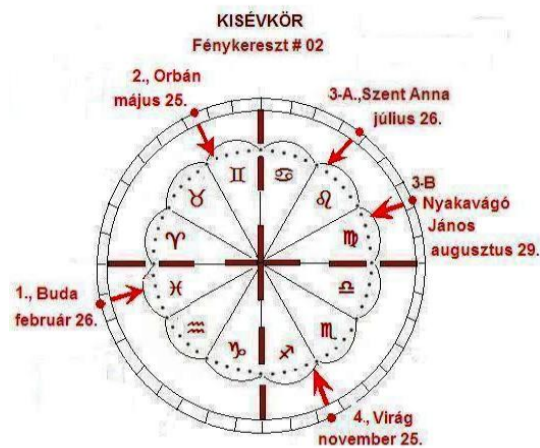 KISÉVKÖR
Fénykereszt # 02
2., Orbán
május 25.
3-A.,Szent Anna
július 26.
3-B
Nyakavágó
János
augusztus 29.
1., Buda
február 26.
4., Virág
november 25.
♊ ♋ ♌ ♍ ♎ ♏ ♐ ♑ ♒ ♓ ♈ ♉